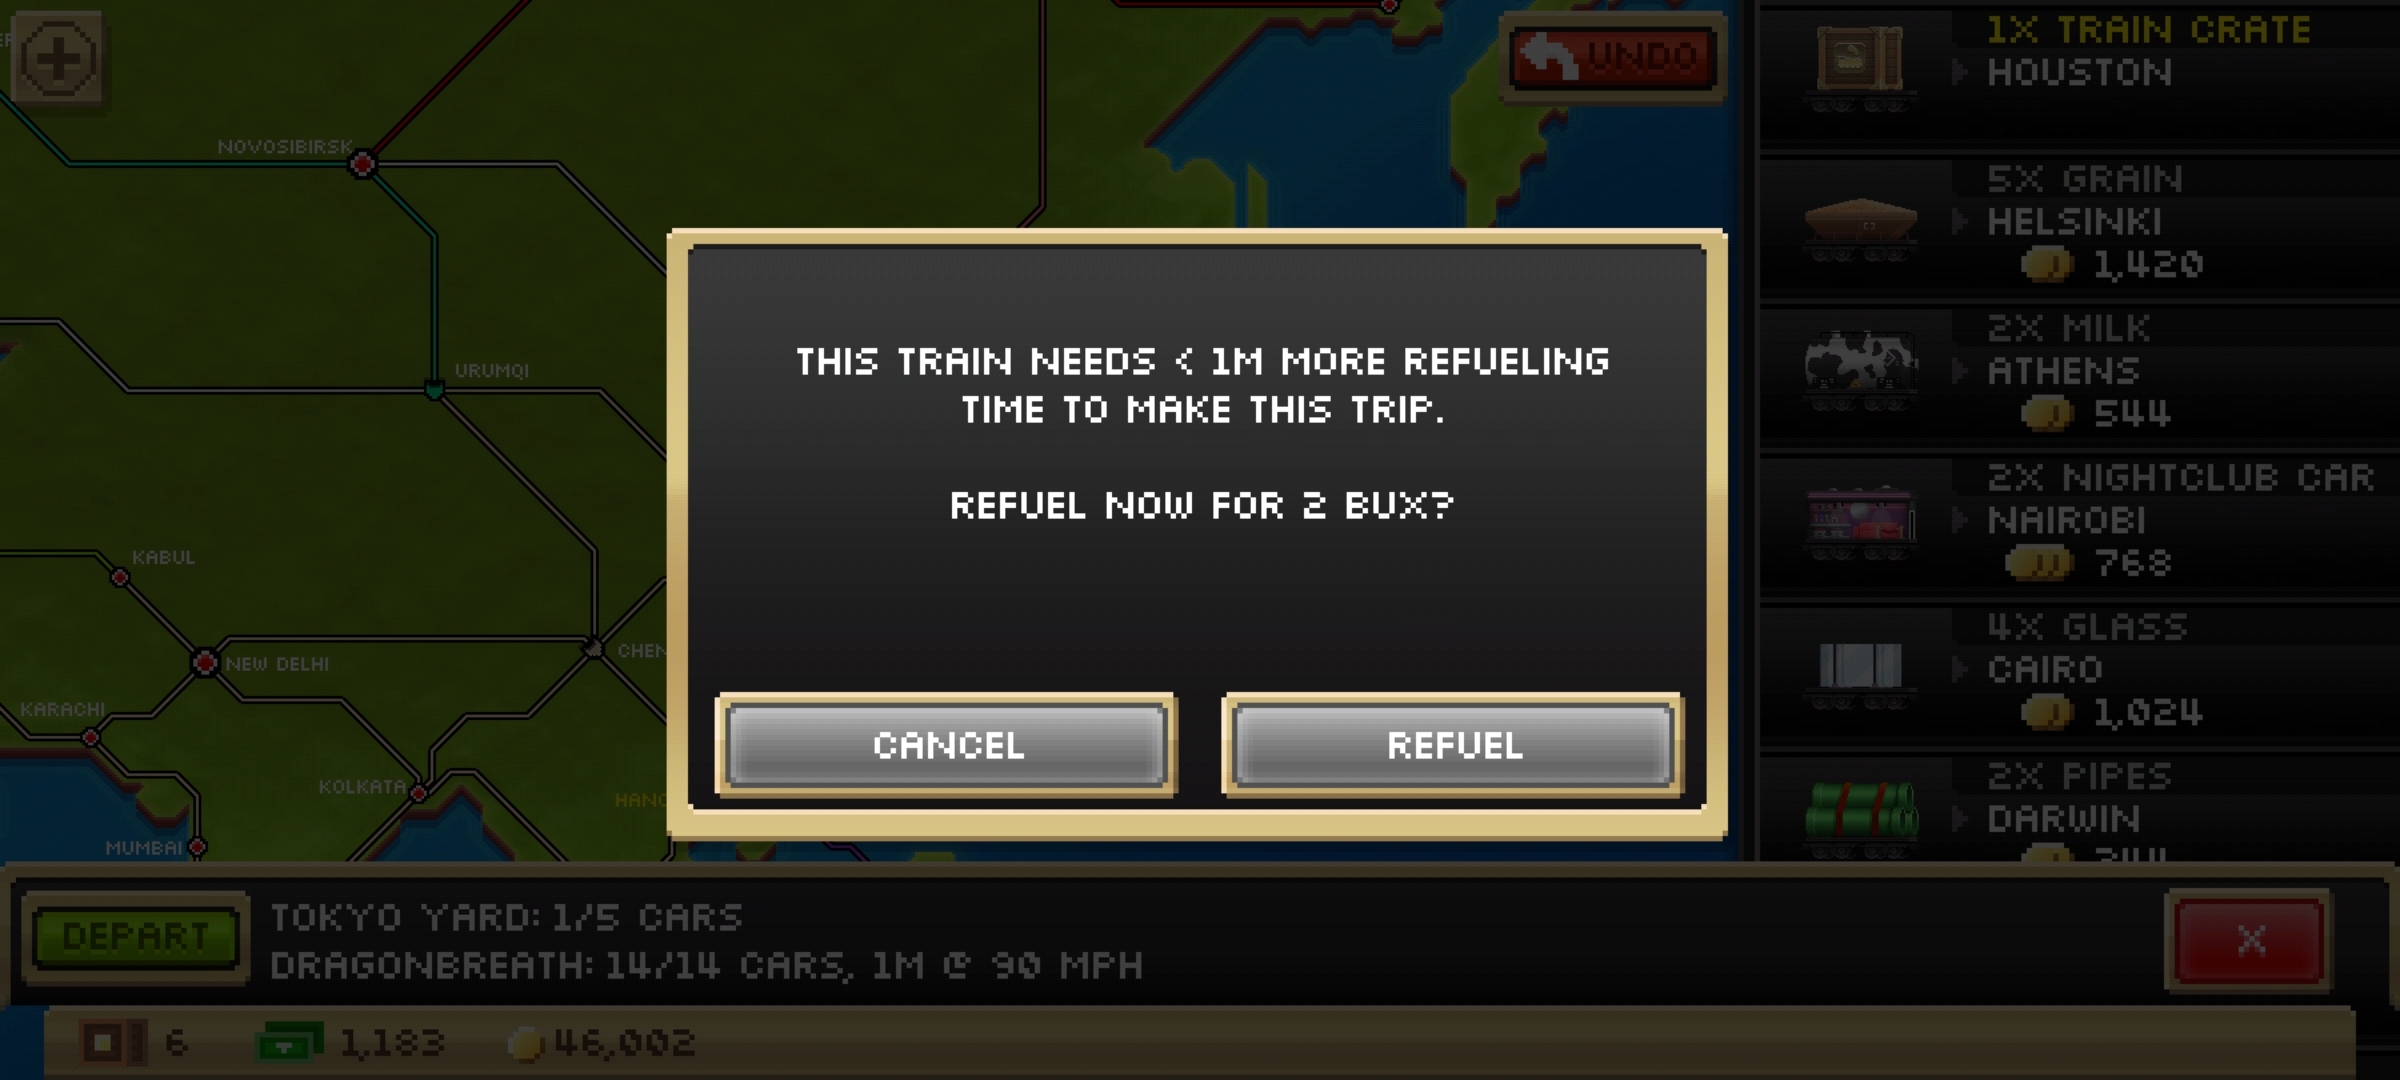 UNDO
NOVOSIBIRSK
URUMQI
KABUL
NEW DELHI
CHEN
KARACHI
KOLKATA
HANO
MUMBAI
THIS TRAIN NEEDS < 1M MORE REFUELING
TIME TO MAKE THIS TRIP.
REFUEL NOW FOR 2 BUX?
CANCEL
REFUEL
1X TRAIN CRATE
HOUSTON
5X GRAIN
HELSINKI
1,420
2X MILK
ATHENS
544
2X NIGHTCLUB CAR
NAIROBI
768
4X GLASS
CAIRO
1,024
2X PIPES
DARWIN
DEPART
TOKYO YARD: 1/5 CARS
DRAGONBREATH: 14/14 CARS, 1M @ 90 MPH
X
6
1,183
46,002